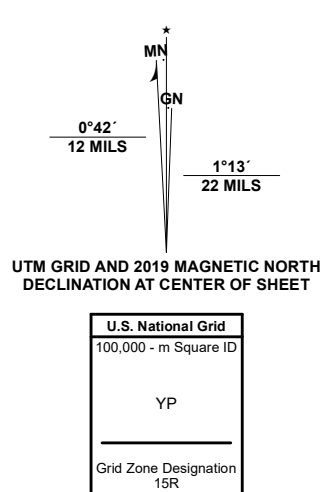 ★
MN
GN
0°42´
12 MILS
1°13´
22 MILS
UTM GRID AND 2019 MAGNETIC NORTH
DECLINATION AT CENTER OF SHEET
U.S. National Grid
100,000 - m Square ID
YP
Grid Zone Designation
15R